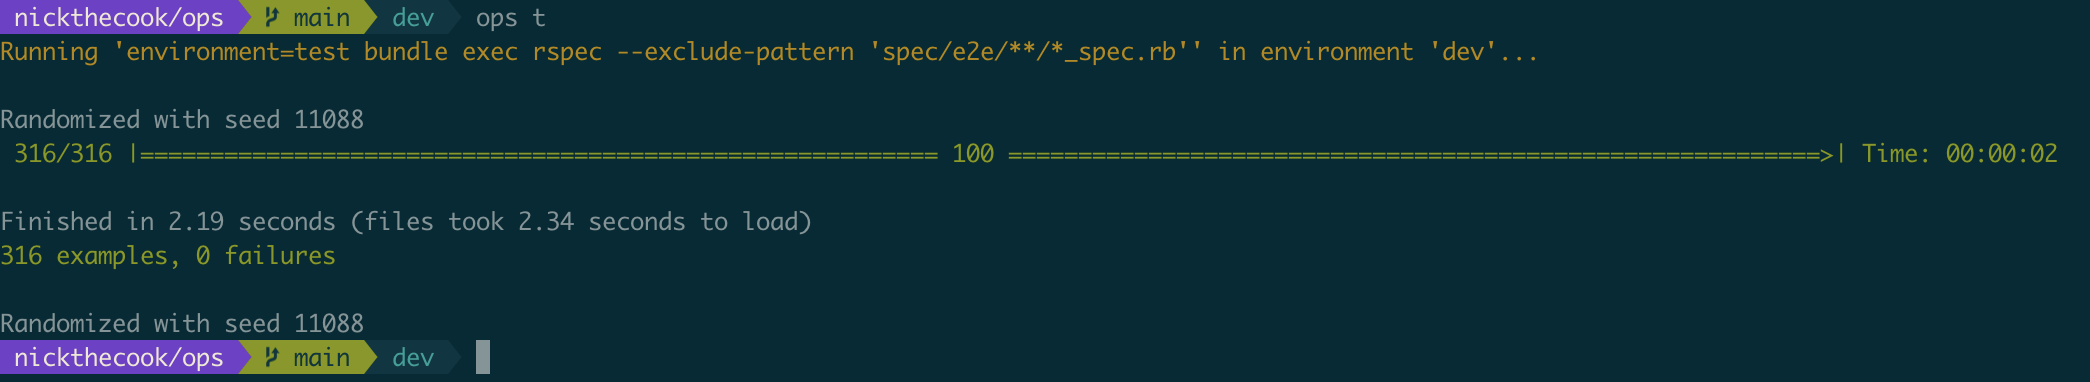 nickthecook/ops main dev ops t
Running 'environment=test bundle exec rspec --exclude-pattern 'spec/e2e/**/*_spec.rb'' in environment 'dev'...
Randomized with seed 11088
316/316 |========================================================= 100 ==========================================================>| Time: 00:00:02
Finished in 2.19 seconds (files took 2.34 seconds to load)
316 examples, 0 failures
Randomized with seed 11088
nickthecook/ops main dev